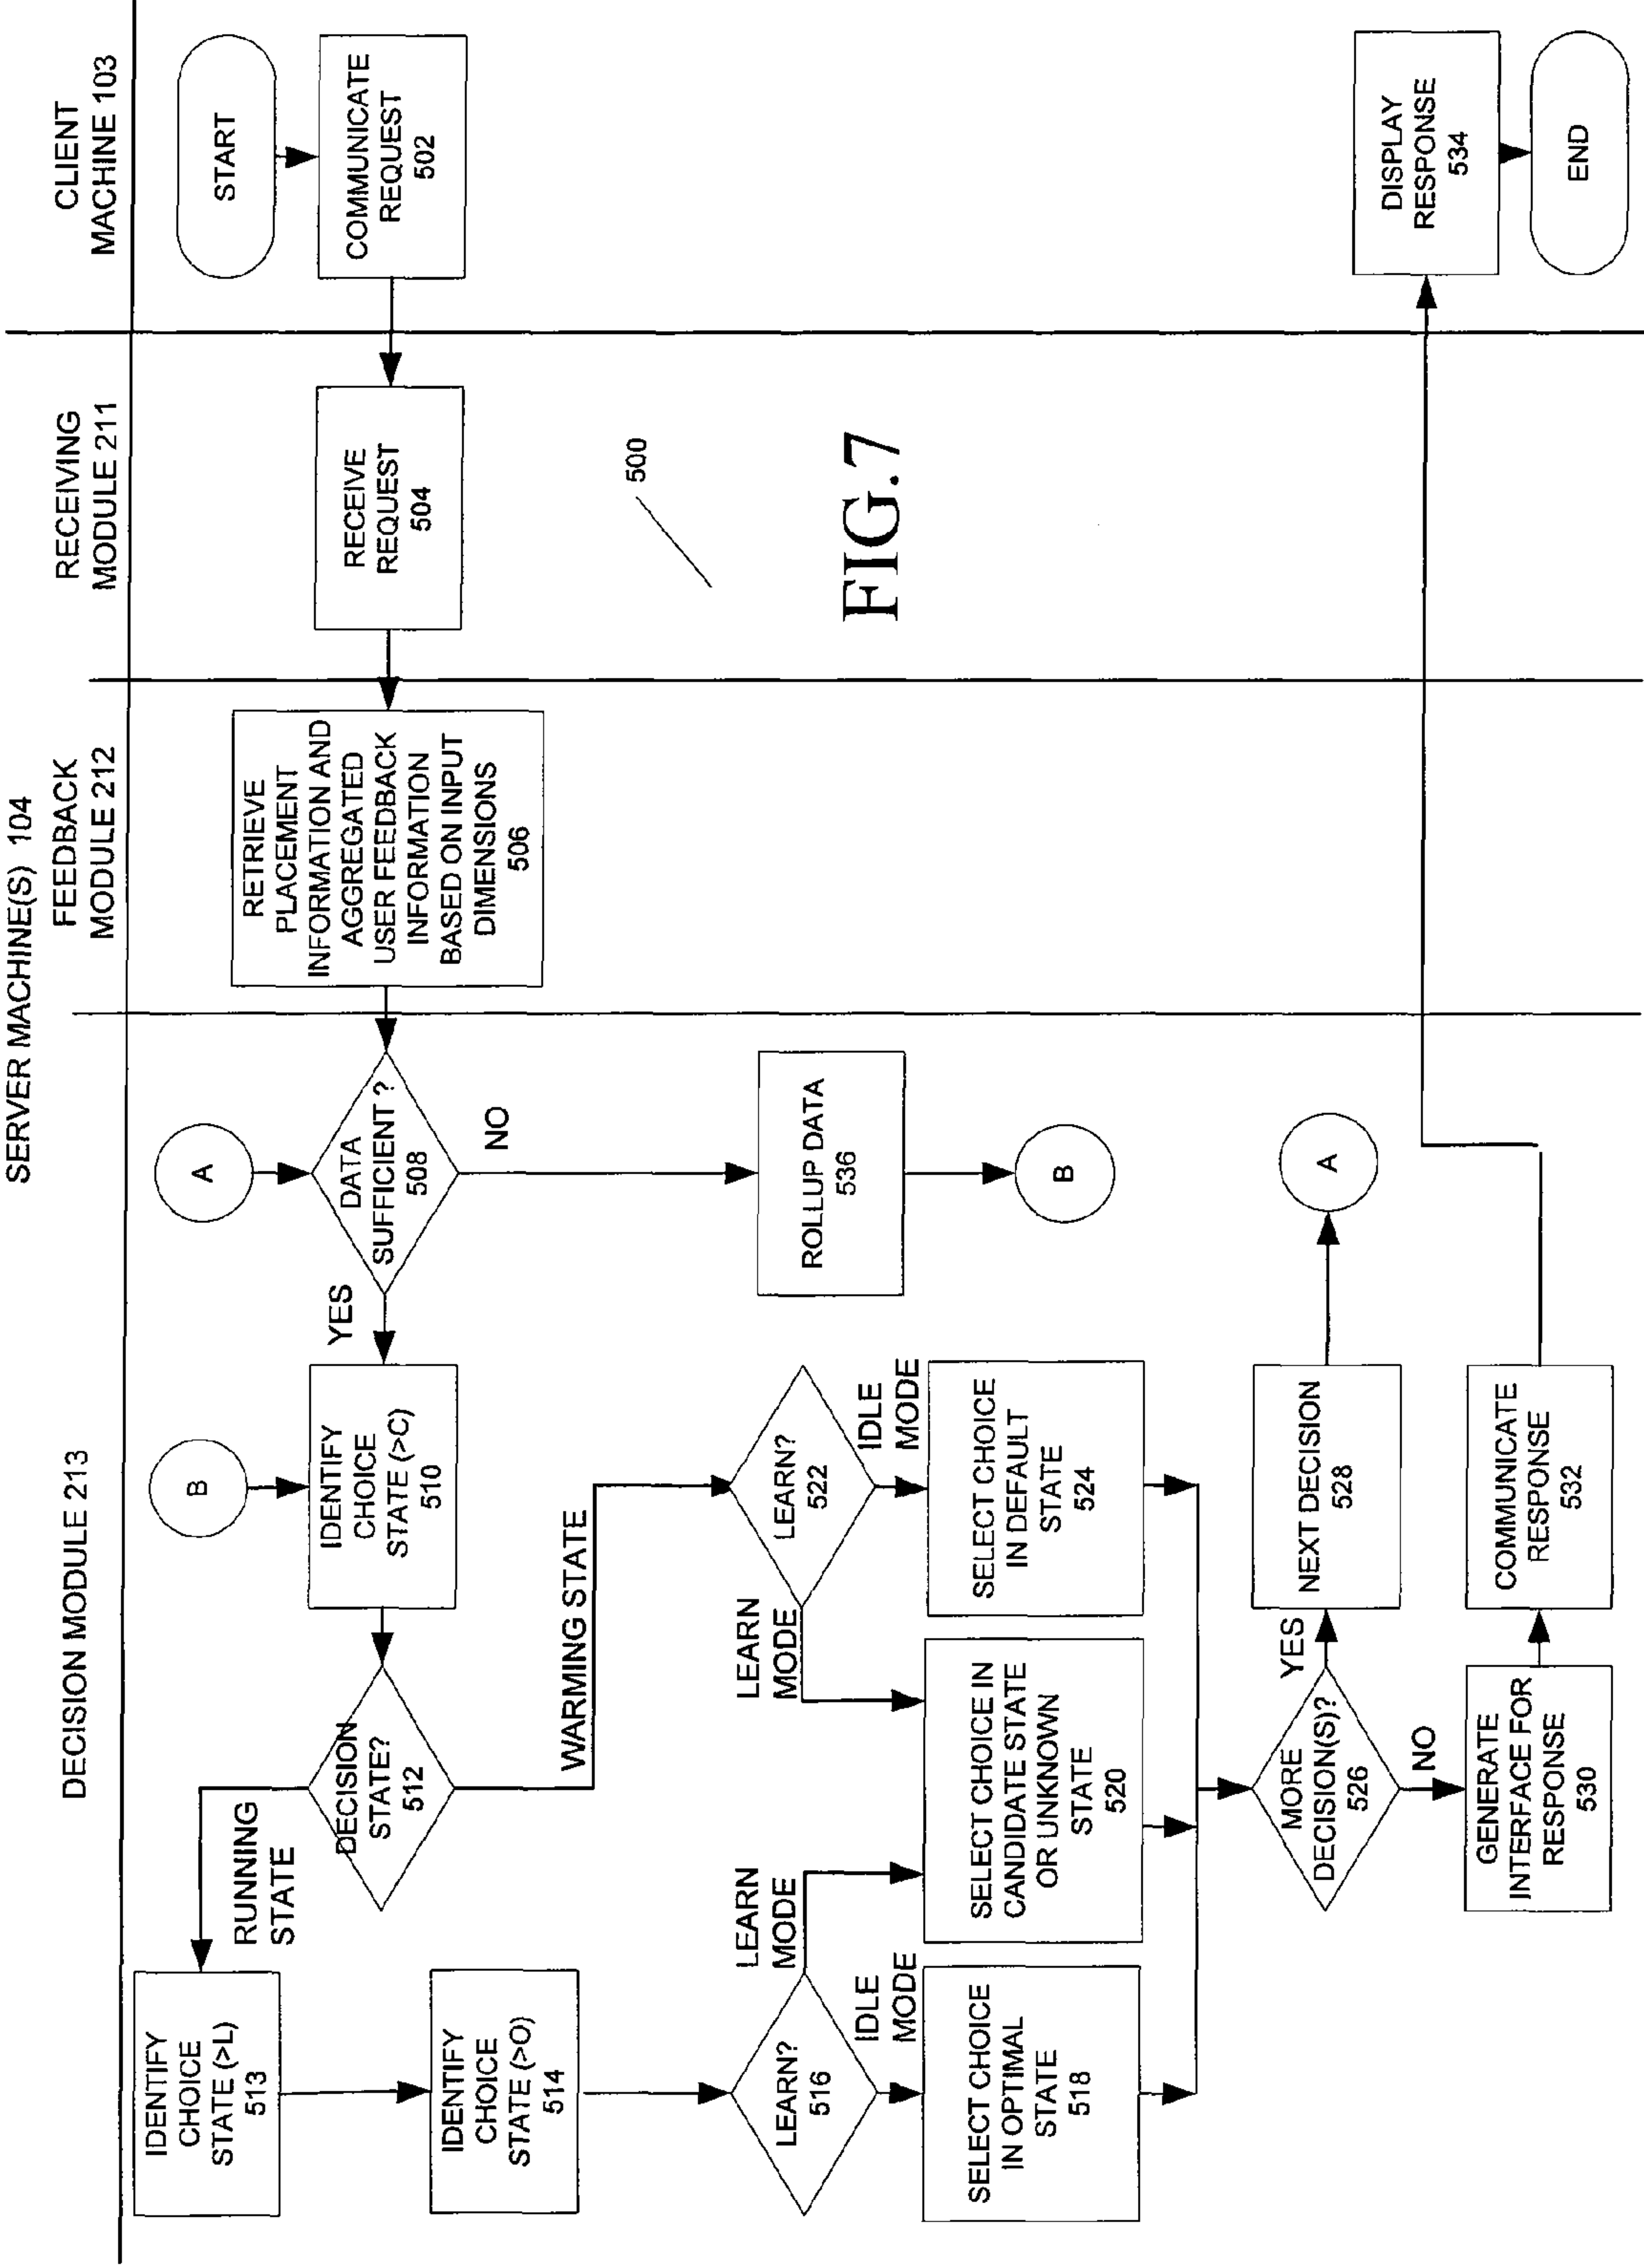 SERVER MACHINE(S) 104
DECISION MODULE 213
FEEDBACK
MODULE 212
RECEIVING
MODULE 211
CLIENT
MACHINE 103
START
COMMUNICATE
REQUEST
502
RECEIVE
REQUEST
504
RETRIEVE
PLACEMENT
INFORMATION AND
AGGREGATED
USER FEEDBACK
INFORMATION
BASED ON INPUT
DIMENSIONS
506
A
DATA
SUFFICIENT ?
508
YES
NO
ROLLUP DATA
536
B
B
IDENTIFY
CHOICE
STATE (>C)
510
DECISION
STATE?
512
RUNNING
STATE
WARMING STATE
IDENTIFY
CHOICE
STATE (>L)
513
IDENTIFY
CHOICE
STATE (>O)
514
LEARN?
516
LEARN
MODE
IDLE
MODE
SELECT CHOICE
IN OPTIMAL
STATE
518
SELECT CHOICE IN
CANDIDATE STATE
OR UNKNOWN
STATE
520
LEARN?
522
LEARN
MODE
IDLE
MODE
SELECT CHOICE
IN DEFAULT
STATE
524
MORE
DECISION(S)?
526
YES
NO
NEXT DECISION
528
A
GENERATE
INTERFACE FOR
RESPONSE
530
COMMUNICATE
RESPONSE
532
DISPLAY
RESPONSE
534
END
500
FIG.7